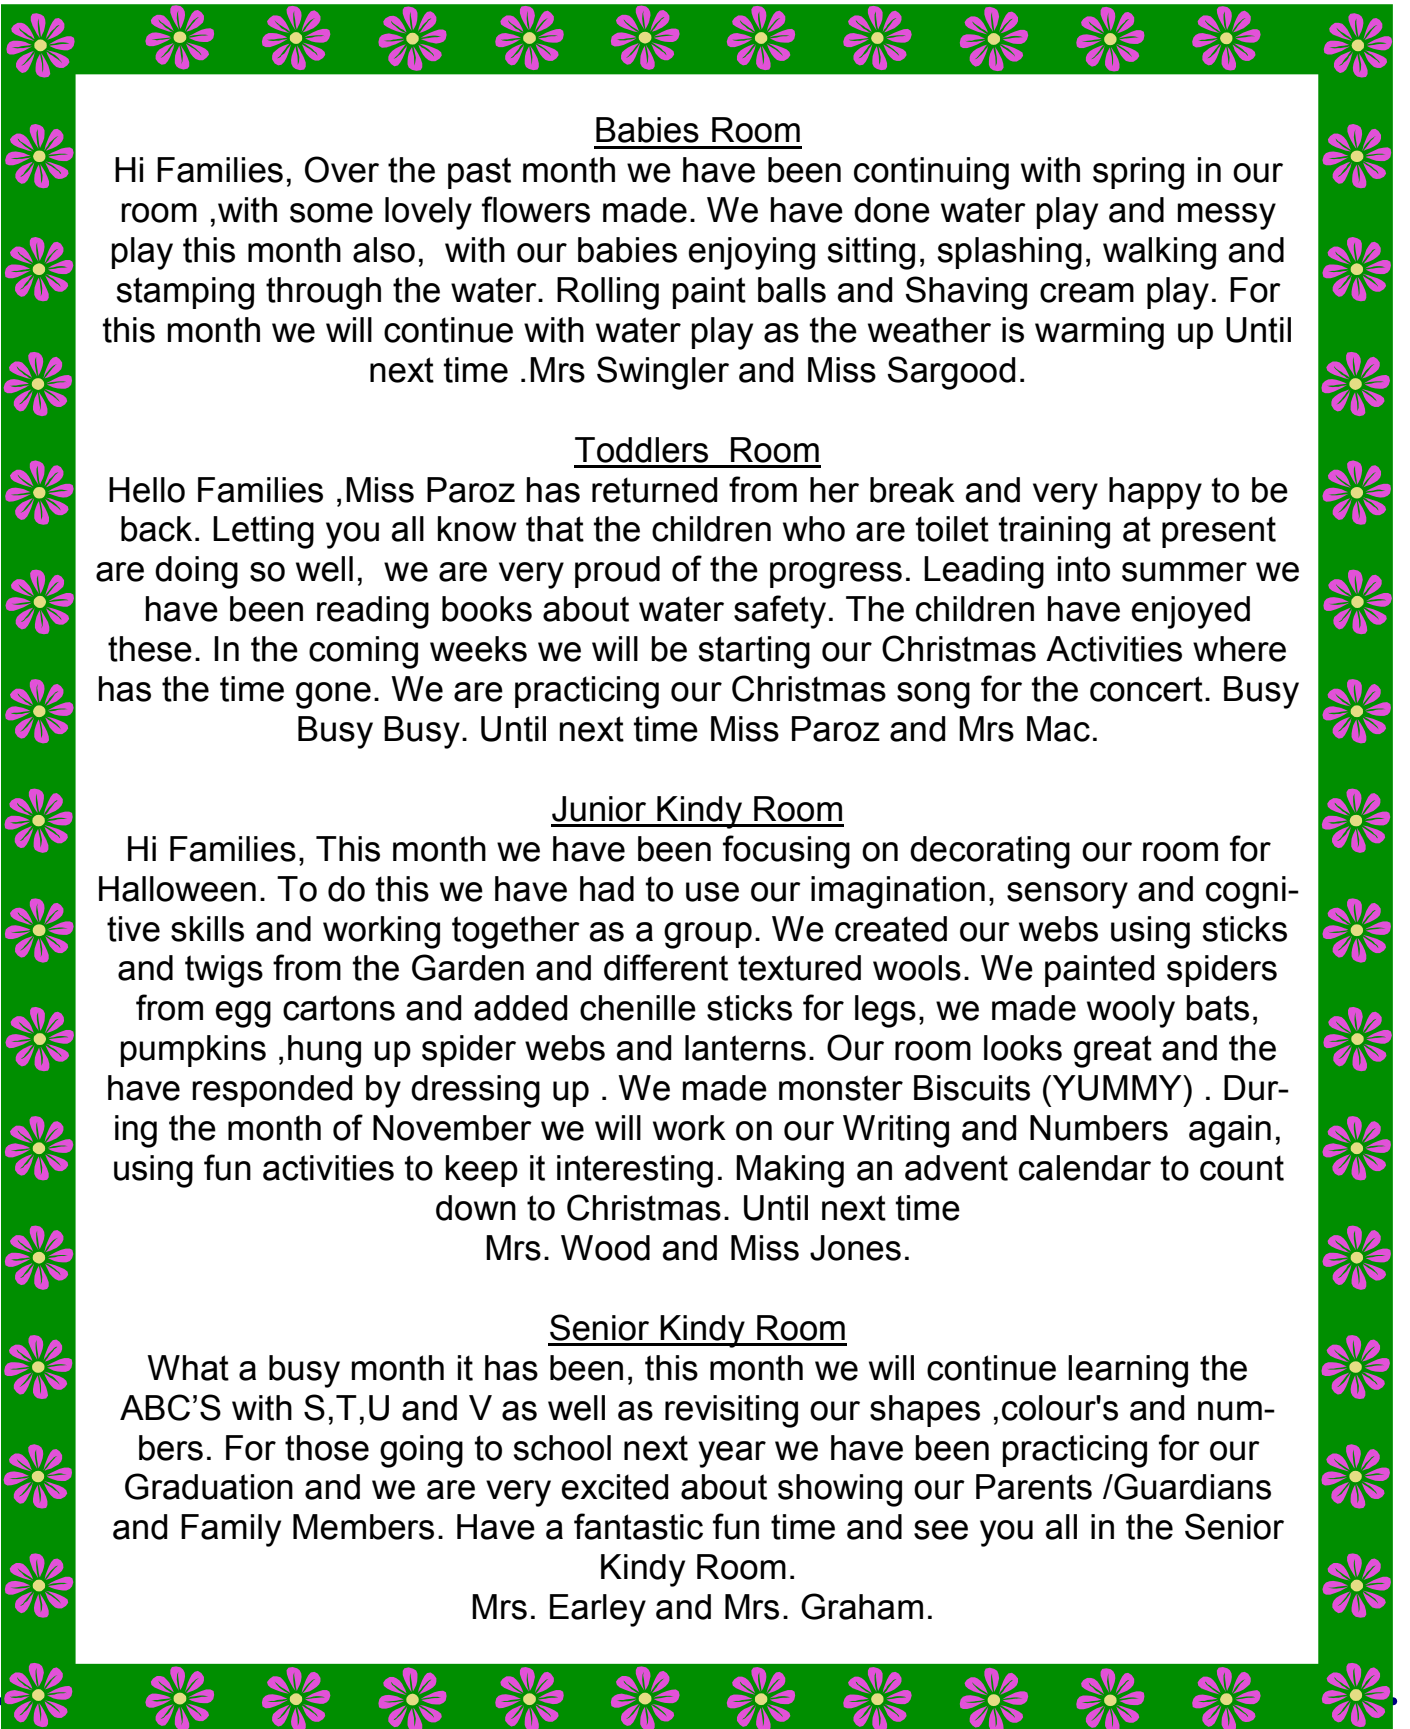 Babies Room
Hi Families, Over the past month we have been continuing with spring in our
room ,with some lovely flowers made. We have done water play and messy
play this month also,  with our babies enjoying sitting, splashing, walking and
stamping through the water. Rolling paint balls and Shaving cream play. For
this month we will continue with water play as the weather is warming up Until
next time .Mrs Swingler and Miss Sargood.
Toddlers  Room
Hello Families ,Miss Paroz has returned from her break and very happy to be
back. Letting you all know that the children who are toilet training at present
are doing so well,  we are very proud of the progress. Leading into summer we
have been reading books about water safety. The children have enjoyed
these. In the coming weeks we will be starting our Christmas Activities where
has the time gone. We are practicing our Christmas song for the concert. Busy
Busy Busy. Until next time Miss Paroz and Mrs Mac.
Junior Kindy Room
Hi Families, This month we have been focusing on decorating our room for
Halloween. To do this we have had to use our imagination, sensory and cogni-
tive skills and working together as a group. We created our webs using sticks
and twigs from the Garden and different textured wools. We painted spiders
from egg cartons and added chenille sticks for legs, we made wooly bats,
pumpkins ,hung up spider webs and lanterns. Our room looks great and the
have responded by dressing up . We made monster Biscuits (YUMMY) . Dur-
ing the month of November we will work on our Writing and Numbers  again,
using fun activities to keep it interesting. Making an advent calendar to count
down to Christmas. Until next time
Mrs. Wood and Miss Jones.
Senior Kindy Room
What a busy month it has been, this month we will continue learning the
ABC’S with S,T,U and V as well as revisiting our shapes ,colour's and num-
bers. For those going to school next year we have been practicing for our
Graduation and we are very excited about showing our Parents /Guardians
and Family Members. Have a fantastic fun time and see you all in the Senior
Kindy Room.
Mrs. Earley and Mrs. Graham.